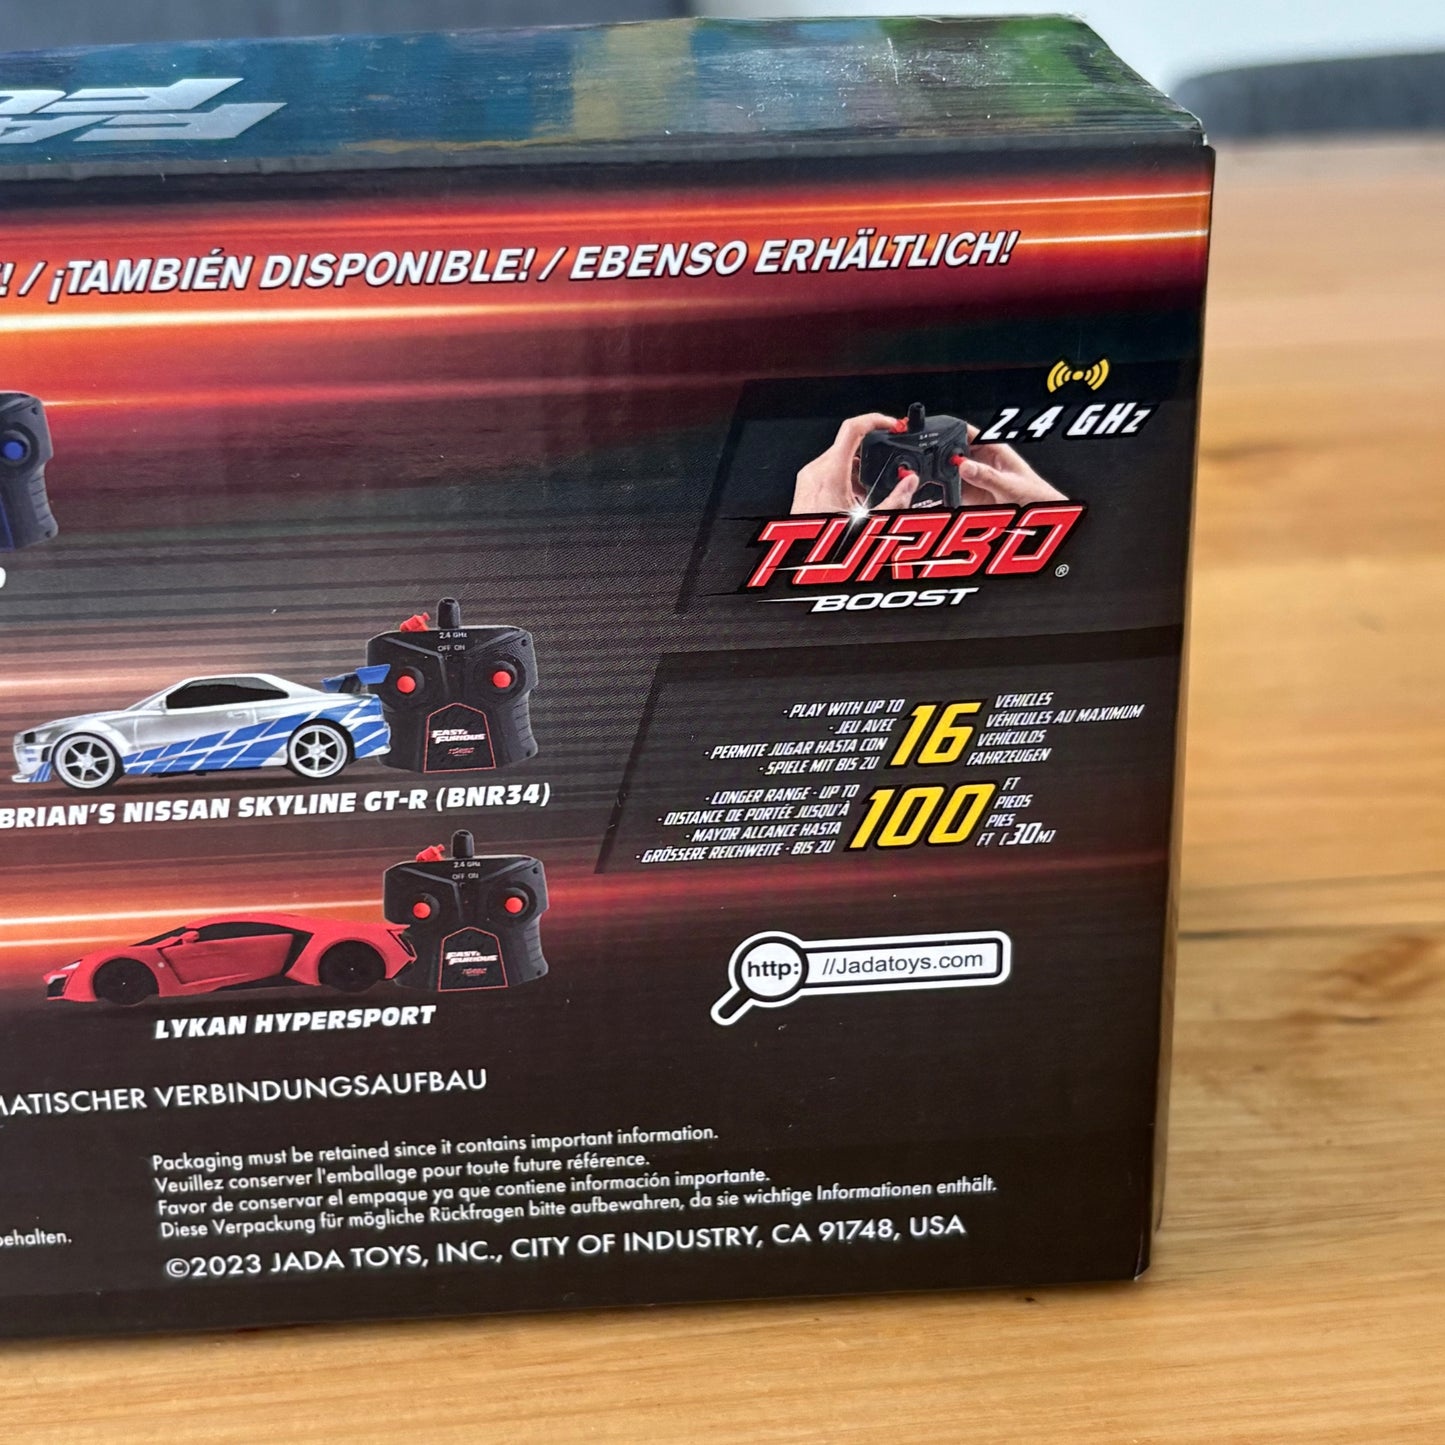 ! / ¡TAMBIÉN DISPONIBLE! / EBENSO ERHÄLTLICH!
2.4 GHz
TURBO®
BOOST
2.4 GHz
OFF ON
FAST & FURIOUS
TURBO
BRIAN'S NISSAN SKYLINE GT-R (BNR34)
· PLAY WITH UP TO
· JEU AVEC
· PERMITE JUGAR HASTA CON
· SPIELE MIT BIS ZU
16
VEHICLES
VÉHICULES AU MAXIMUM
VEHÍCULOS
FAHRZEUGEN
· LONGER RANGE - UP TO
· DISTANCE DE PORTÉE JUSQU'À
· MAYOR ALCANCE HASTA
· GRÖSSERE REICHWEITE - BIS ZU
100
FT
PIEDS
PIES
FT (30M)
2.4 GHz
OFF ON
FAST & FURIOUS
TURBO
LYKAN HYPERSPORT
http: //Jadatoys.com
MATISCHER VERBINDUNGSAUFBAU
Packaging must be retained since it contains important information.
Veuillez conserver l'emballage pour toute future référence.
Favor de conservar el empaque ya que contiene información importante.
Diese Verpackung für mögliche Rückfragen bitte aufbewahren, da sie wichtige Informationen enthält.
behalten.
©2023 JADA TOYS, INC., CITY OF INDUSTRY, CA 91748, USA